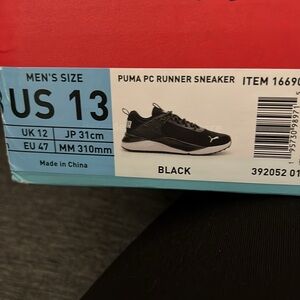 MEN'S SIZE
PUMA PC RUNNER SNEAKER
ITEM 16690
US 13
UK 12
JP 31cm
EU 47
MM 310mm
Made in China
BLACK
392052 01